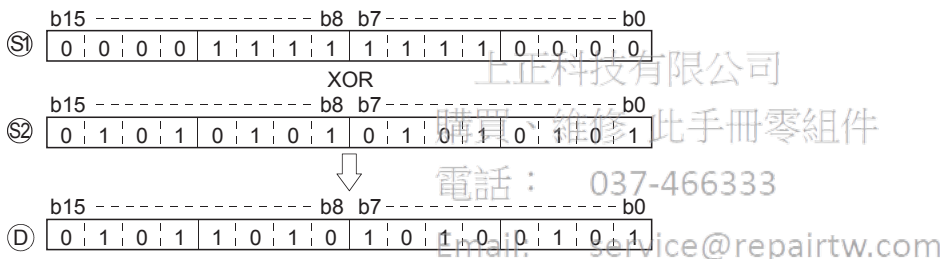 b15 b8 b7 b0
S1 0 0 0 0 1 1 1 1 1 1 1 1 0 0 0 0
上正科技有限公司
XOR
b15 b8 b7 b0
S2 0 1 0 1 0 1 0 1 0 1 0 1 0 1 0 1
購買、維修 此手冊零組件
電話: 037-466333
b15 b8 b7 b0
D 0 1 0 1 1 0 1 0 1 0 1 0 0 1 0 1
Email: service@repairtw.com